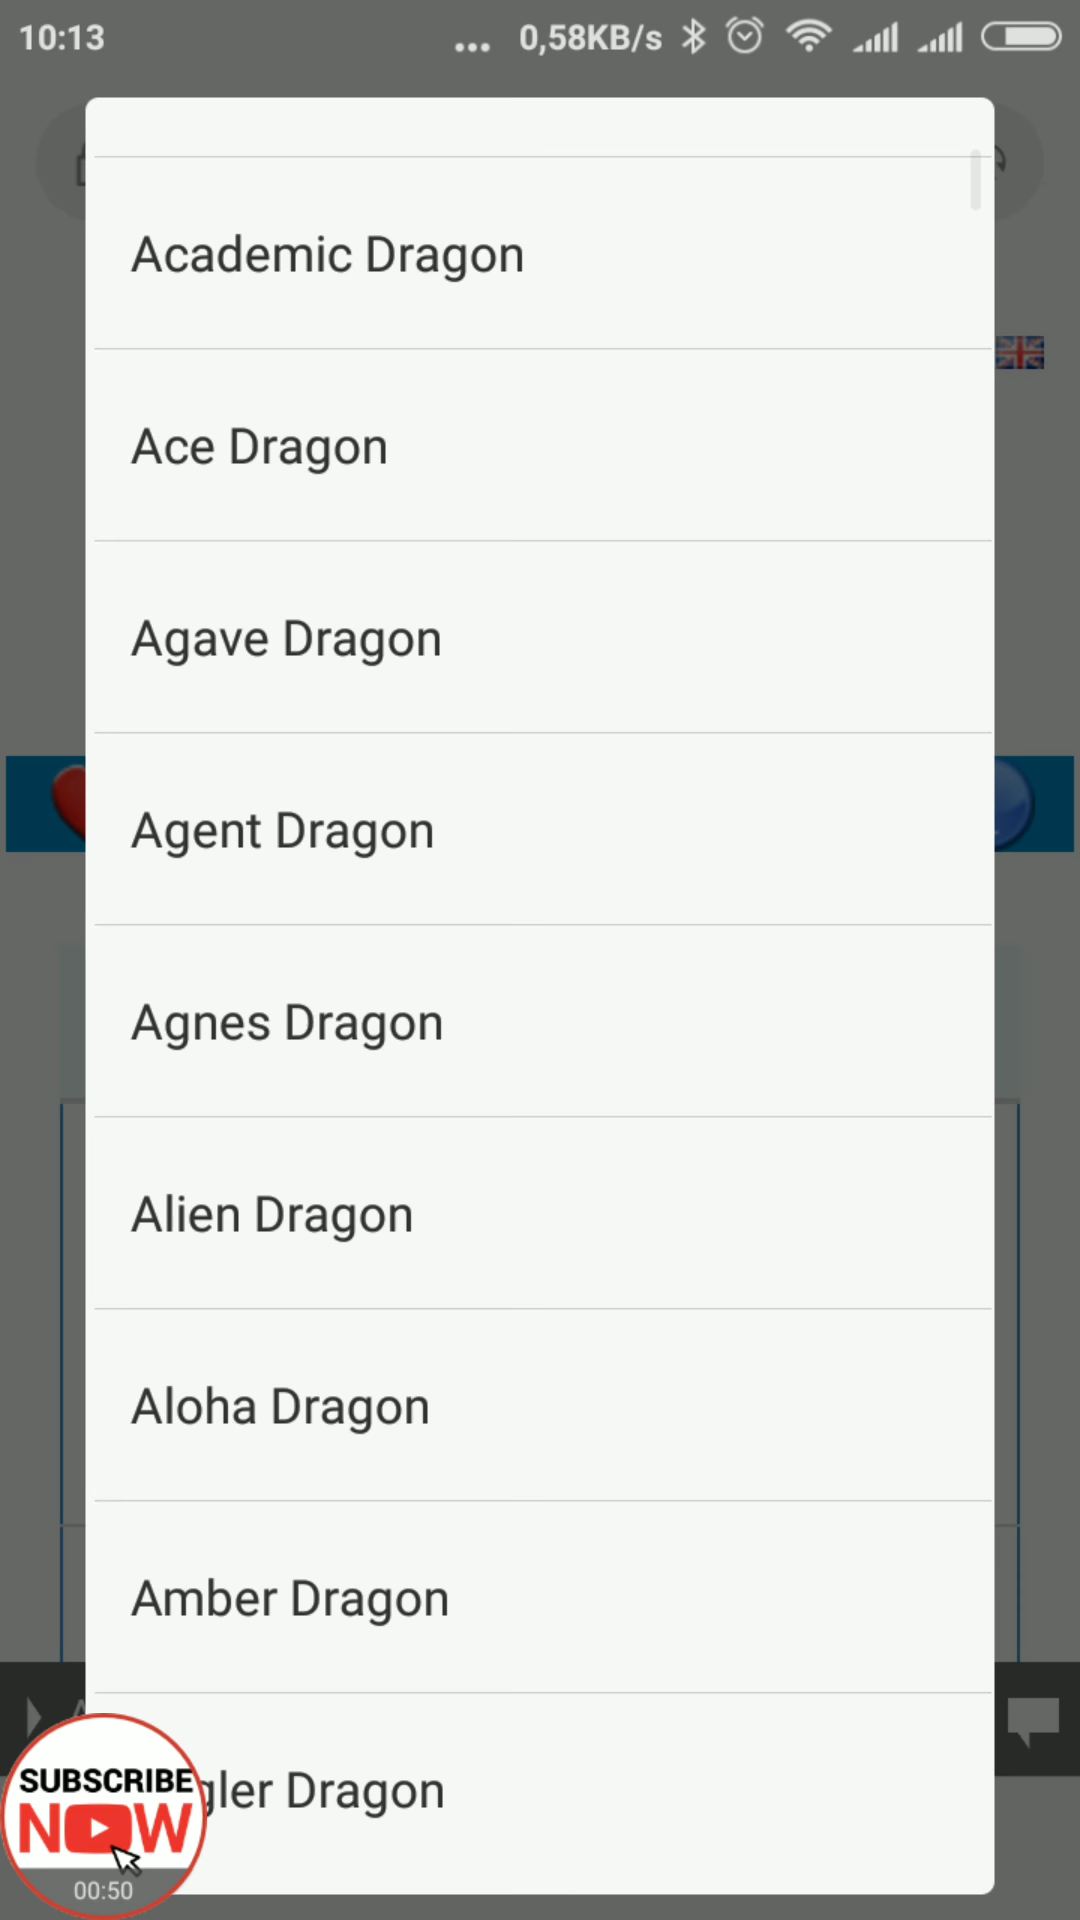 10:13 ... 0,58KB/s
Academic Dragon
Ace Dragon
Agave Dragon
Agent Dragon
Agnes Dragon
Alien Dragon
Aloha Dragon
Amber Dragon
gler Dragon
SUBSCRIBE
NOW
00:50